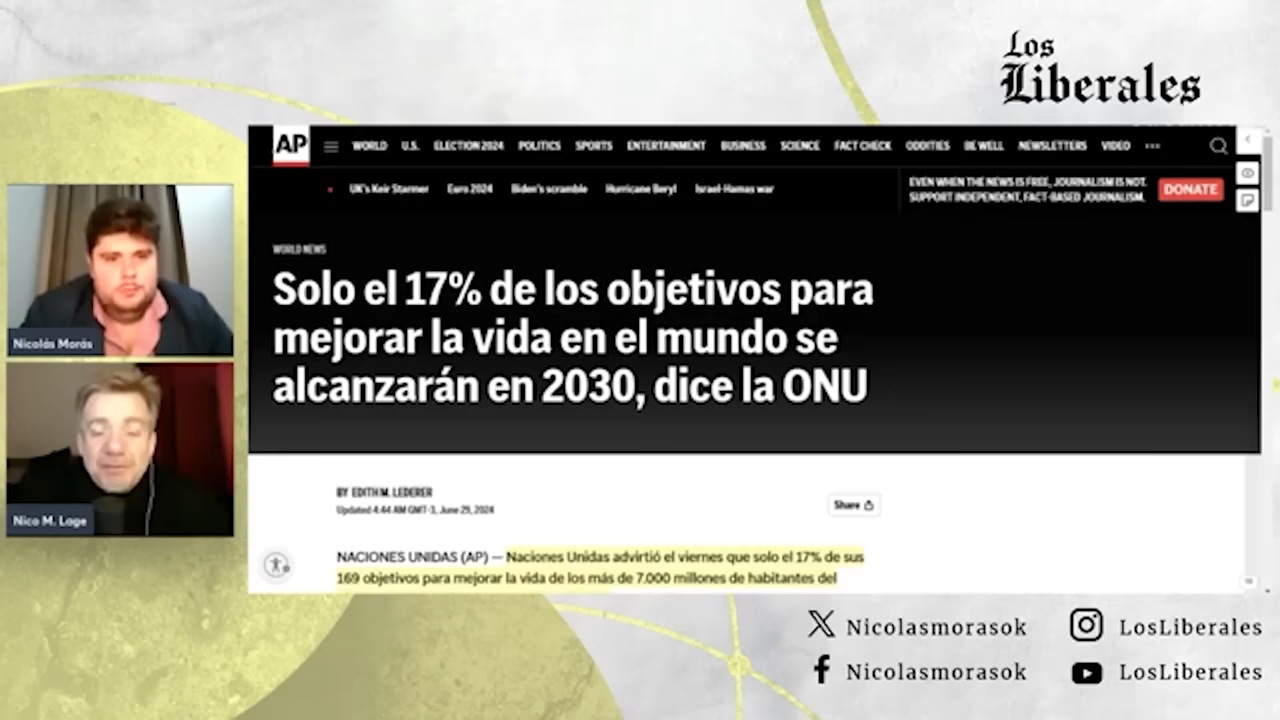 Los
Liberales
AP
WORLD U.S. ELECTION 2024 POLITICS SPORTS ENTERTAINMENT BUSINESS SCIENCE FACT CHECK ODDITIES BE WELL NEWSLETTERS VIDEO ...
UK's Keir Starmer Euro 2024 Biden's scramble Hurricane Beryl Israel-Hamas war
EVEN WHEN THE NEWS IS FREE, JOURNALISM IS NOT.
SUPPORT INDEPENDENT, FACT-BASED JOURNALISM.
DONATE
WORLD NEWS
Solo el 17% de los objetivos para
mejorar la vida en el mundo se
alcanzarán en 2030, dice la ONU
Nicolás Morás
Nico M. Lage
BY EDITH M. LEDERER
Updated 4:44 AM GMT-3, June 29, 2024
Share
NACIONES UNIDAS (AP) — Naciones Unidas advirtió el viernes que solo el 17% de sus
169 objetivos para mejorar la vida de los más de 7.000 millones de habitantes del
Nicolasmorasok
LosLiberales
Nicolasmorasok
LosLiberales